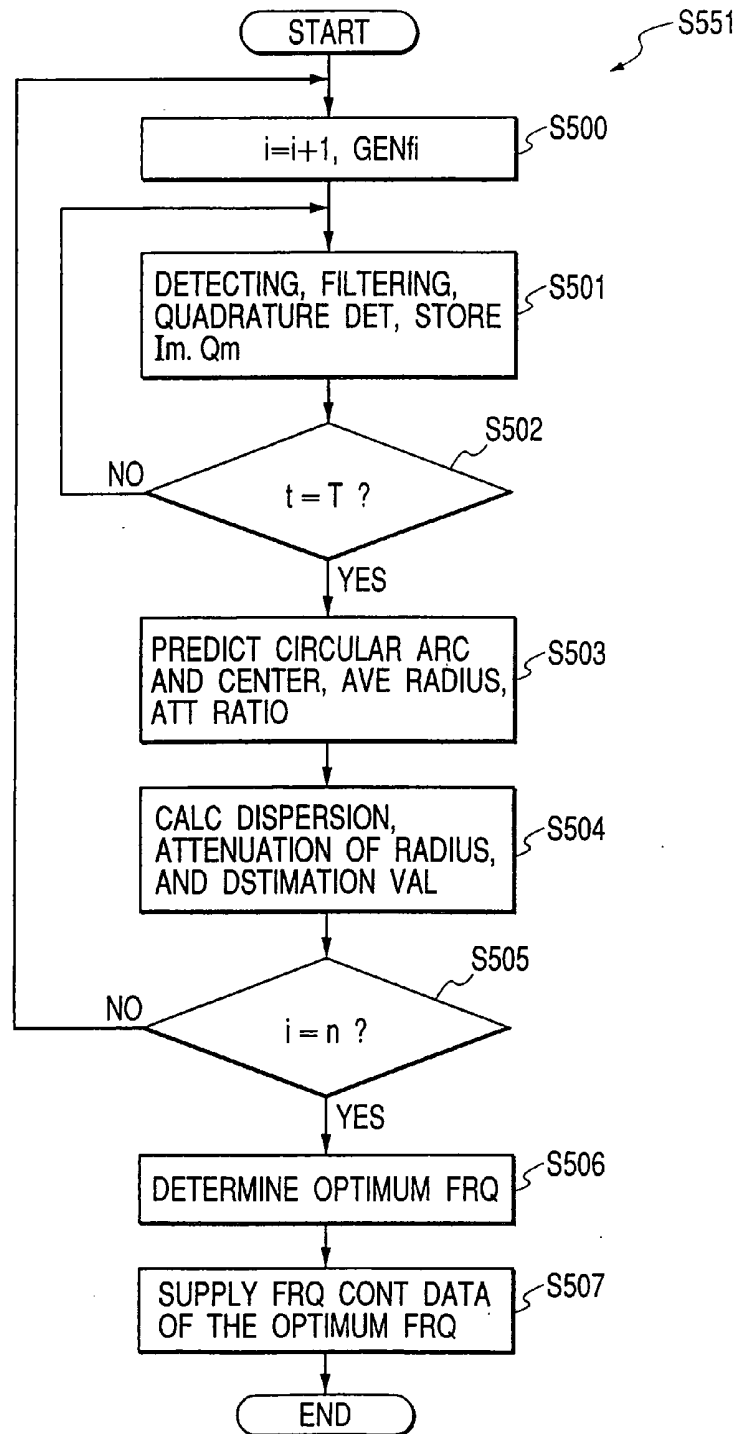 START
S551
i=i+1, GENfi
S500
DETECTING, FILTERING,
QUADRATURE DET, STORE
Im. Qm
S501
S502
NO
t = T ?
YES
PREDICT CIRCULAR ARC
AND CENTER, AVE RADIUS,
ATT RATIO
S503
CALC DISPERSION,
ATTENUATION OF RADIUS,
AND DSTIMATION VAL
S504
S505
NO
i = n ?
YES
DETERMINE OPTIMUM FRQ
S506
SUPPLY FRQ CONT DATA
OF THE OPTIMUM FRQ
S507
END